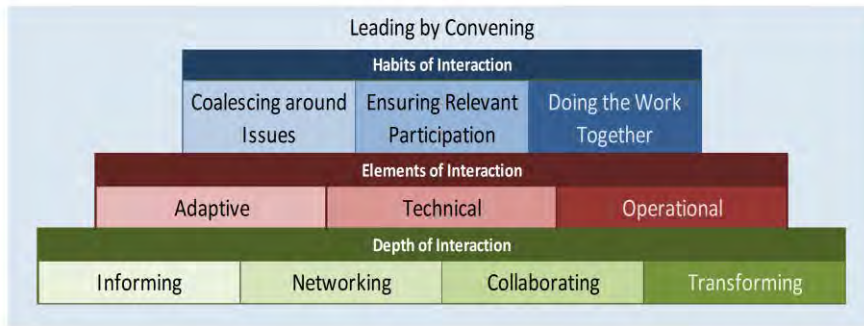 Leading by Convening
Habits of Interaction
Coalescing around Issues
Ensuring Relevant Participation
Doing the Work Together
Elements of Interaction
Adaptive
Technical
Operational
Depth of Interaction
Informing
Networking
Collaborating
Transforming